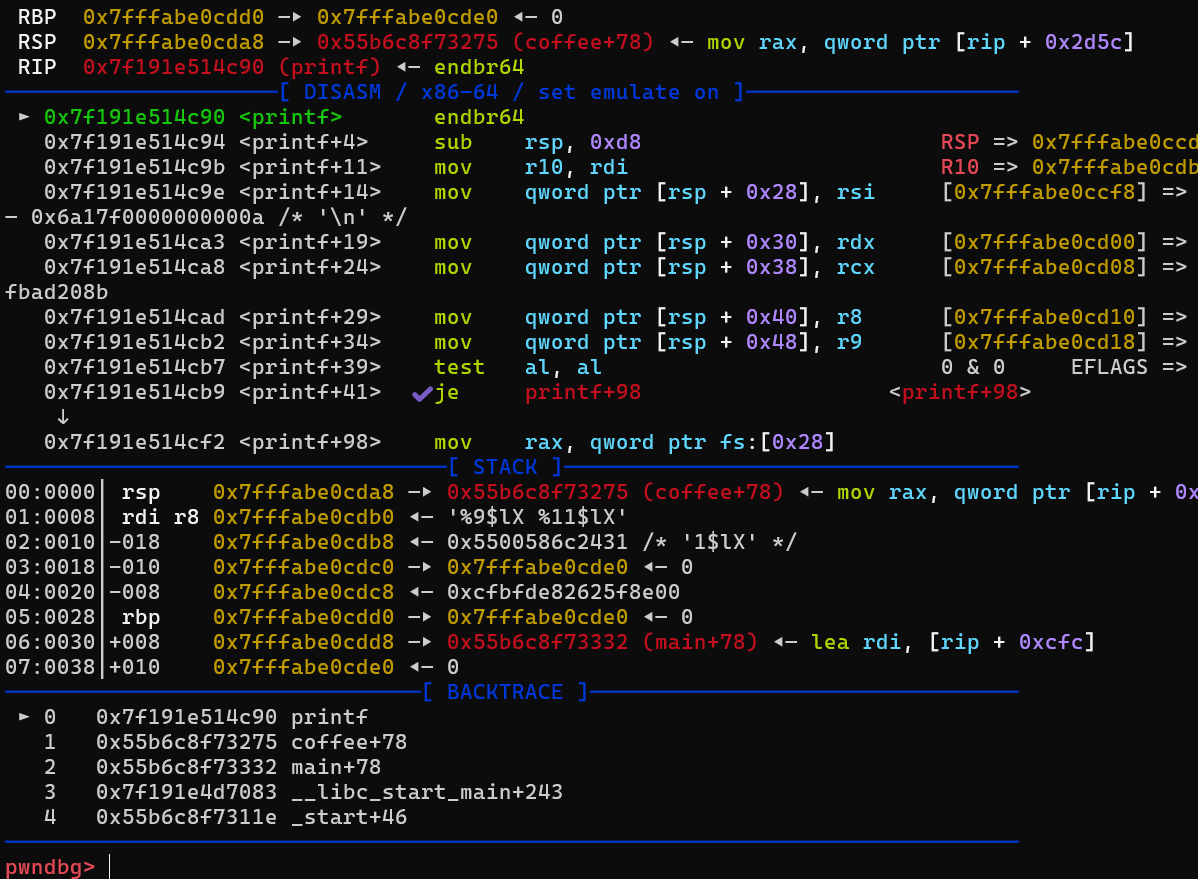 RBP  0x7fffabe0cdd0 —▸ 0x7fffabe0cde0 ◂— 0
RSP  0x7fffabe0cda8 —▸ 0x55b6c8f73275 (coffee+78) ◂— mov rax, qword ptr [rip + 0x2d5c]
RIP  0x7f191e514c90 (printf) ◂— endbr64
[ DISASM / x86-64 / set emulate on ]
► 0x7f191e514c90 <printf>       endbr64
0x7f191e514c94 <printf+4>     sub    rsp, 0xd8                       RSP => 0x7fffabe0ccd
0x7f191e514c9b <printf+11>    mov    r10, rdi                        R10 => 0x7fffabe0cdb
0x7f191e514c9e <printf+14>    mov    qword ptr [rsp + 0x28], rsi     [0x7fffabe0ccf8] =>
— 0x6a17f0000000000a /* '\n' */
0x7f191e514ca3 <printf+19>    mov    qword ptr [rsp + 0x30], rdx     [0x7fffabe0cd00] =>
0x7f191e514ca8 <printf+24>    mov    qword ptr [rsp + 0x38], rcx     [0x7fffabe0cd08] =>
fbad208b
0x7f191e514cad <printf+29>    mov    qword ptr [rsp + 0x40], r8      [0x7fffabe0cd10] =>
0x7f191e514cb2 <printf+34>    mov    qword ptr [rsp + 0x48], r9      [0x7fffabe0cd18] =>
0x7f191e514cb7 <printf+39>    test   al, al                          0 & 0     EFLAGS =>
0x7f191e514cb9 <printf+41>  ✔ je     printf+98                   <printf+98>
↓
0x7f191e514cf2 <printf+98>    mov    rax, qword ptr fs:[0x28]
[ STACK ]
00:0000│ rsp    0x7fffabe0cda8 —▸ 0x55b6c8f73275 (coffee+78) ◂— mov rax, qword ptr [rip + 0x
01:0008│ rdi r8 0x7fffabe0cdb0 ◂— '%9$lX %11$lX'
02:0010│-018    0x7fffabe0cdb8 ◂— 0x5500586c2431 /* '1$lX' */
03:0018│-010    0x7fffabe0cdc0 —▸ 0x7fffabe0cde0 ◂— 0
04:0020│-008    0x7fffabe0cdc8 ◂— 0xcfbfde82625f8e00
05:0028│ rbp    0x7fffabe0cdd0 —▸ 0x7fffabe0cde0 ◂— 0
06:0030│+008    0x7fffabe0cdd8 —▸ 0x55b6c8f73332 (main+78) ◂— lea rdi, [rip + 0xcfc]
07:0038│+010    0x7fffabe0cde0 ◂— 0
[ BACKTRACE ]
► 0   0x7f191e514c90 printf
1   0x55b6c8f73275 coffee+78
2   0x55b6c8f73332 main+78
3   0x7f191e4d7083 __libc_start_main+243
4   0x55b6c8f7311e _start+46
pwndbg>